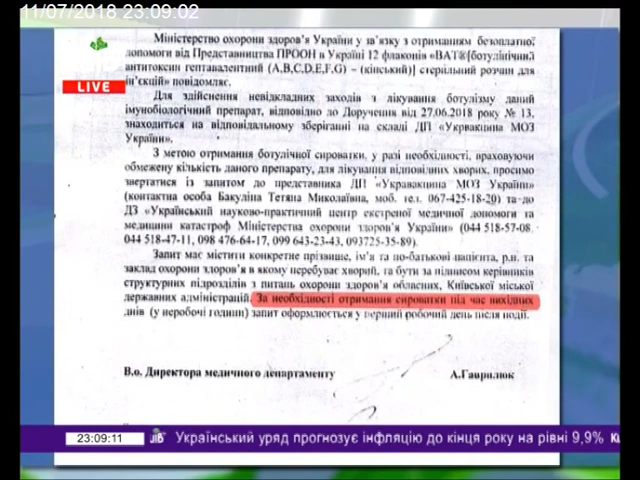 11/07/2018 23:09:02
Міністерство охорони здоров'я України у зв'язку з отриманням безоплатної
допомоги від Представництва ПРООН в Україні 12 флаконів «ВАТ®[ботулінічний
антитоксин гептавалентний (A,B,C,D,E,F,G) – (кінський)] стерильний розчин для
ін'єкцій» повідомляє.
LIVE
Для здійснення невідкладних заходів з лікування ботулізму даний
імунобіологічний препарат, відповідно до Доручення від 27.06.2018 року № 13,
знаходиться на відповідальному зберіганні на складі ДП «Укрвакцина МОЗ
України».
З метою отримання ботулічної сироватки, у разі необхідності, враховуючи
обмежену кількість даного препарату, для лікування відповідних хворих, просимо
звертатися із запитом до представника ДП «Укравакцина МОЗ України»
(контактна особа Бакуліна Тетяна Миколаївна, моб. тел. 067-425-18-20) та до
ДЗ «Український науково-практичний центр екстреної медичної допомоги та
медицини катастроф Міністерства охорони здоров'я України» (044 518-57-08,
044 518-47-11, 098 476-64-17, 099 643-23-43, 093725-35-89).
Запит має містити конкретне прізвище, ім'я та по-батькові пацієнта, р.н. та
заклад охорони здоров'я в якому перебуває хворий, та бути за підписом керівників
структурних підрозділів з питань охорони здоров'я обласних, Київської міської
державних адміністрацій. За необхідності отримання сироватки під час вихідних
днів (у неробочі години) запит оформлюється у перший робочий день після події.
В.о. Директора медичного департаменту А.Гаврилюк
23:09:11 Український уряд прогнозує інфляцію до кінця року на рівні 9,9%